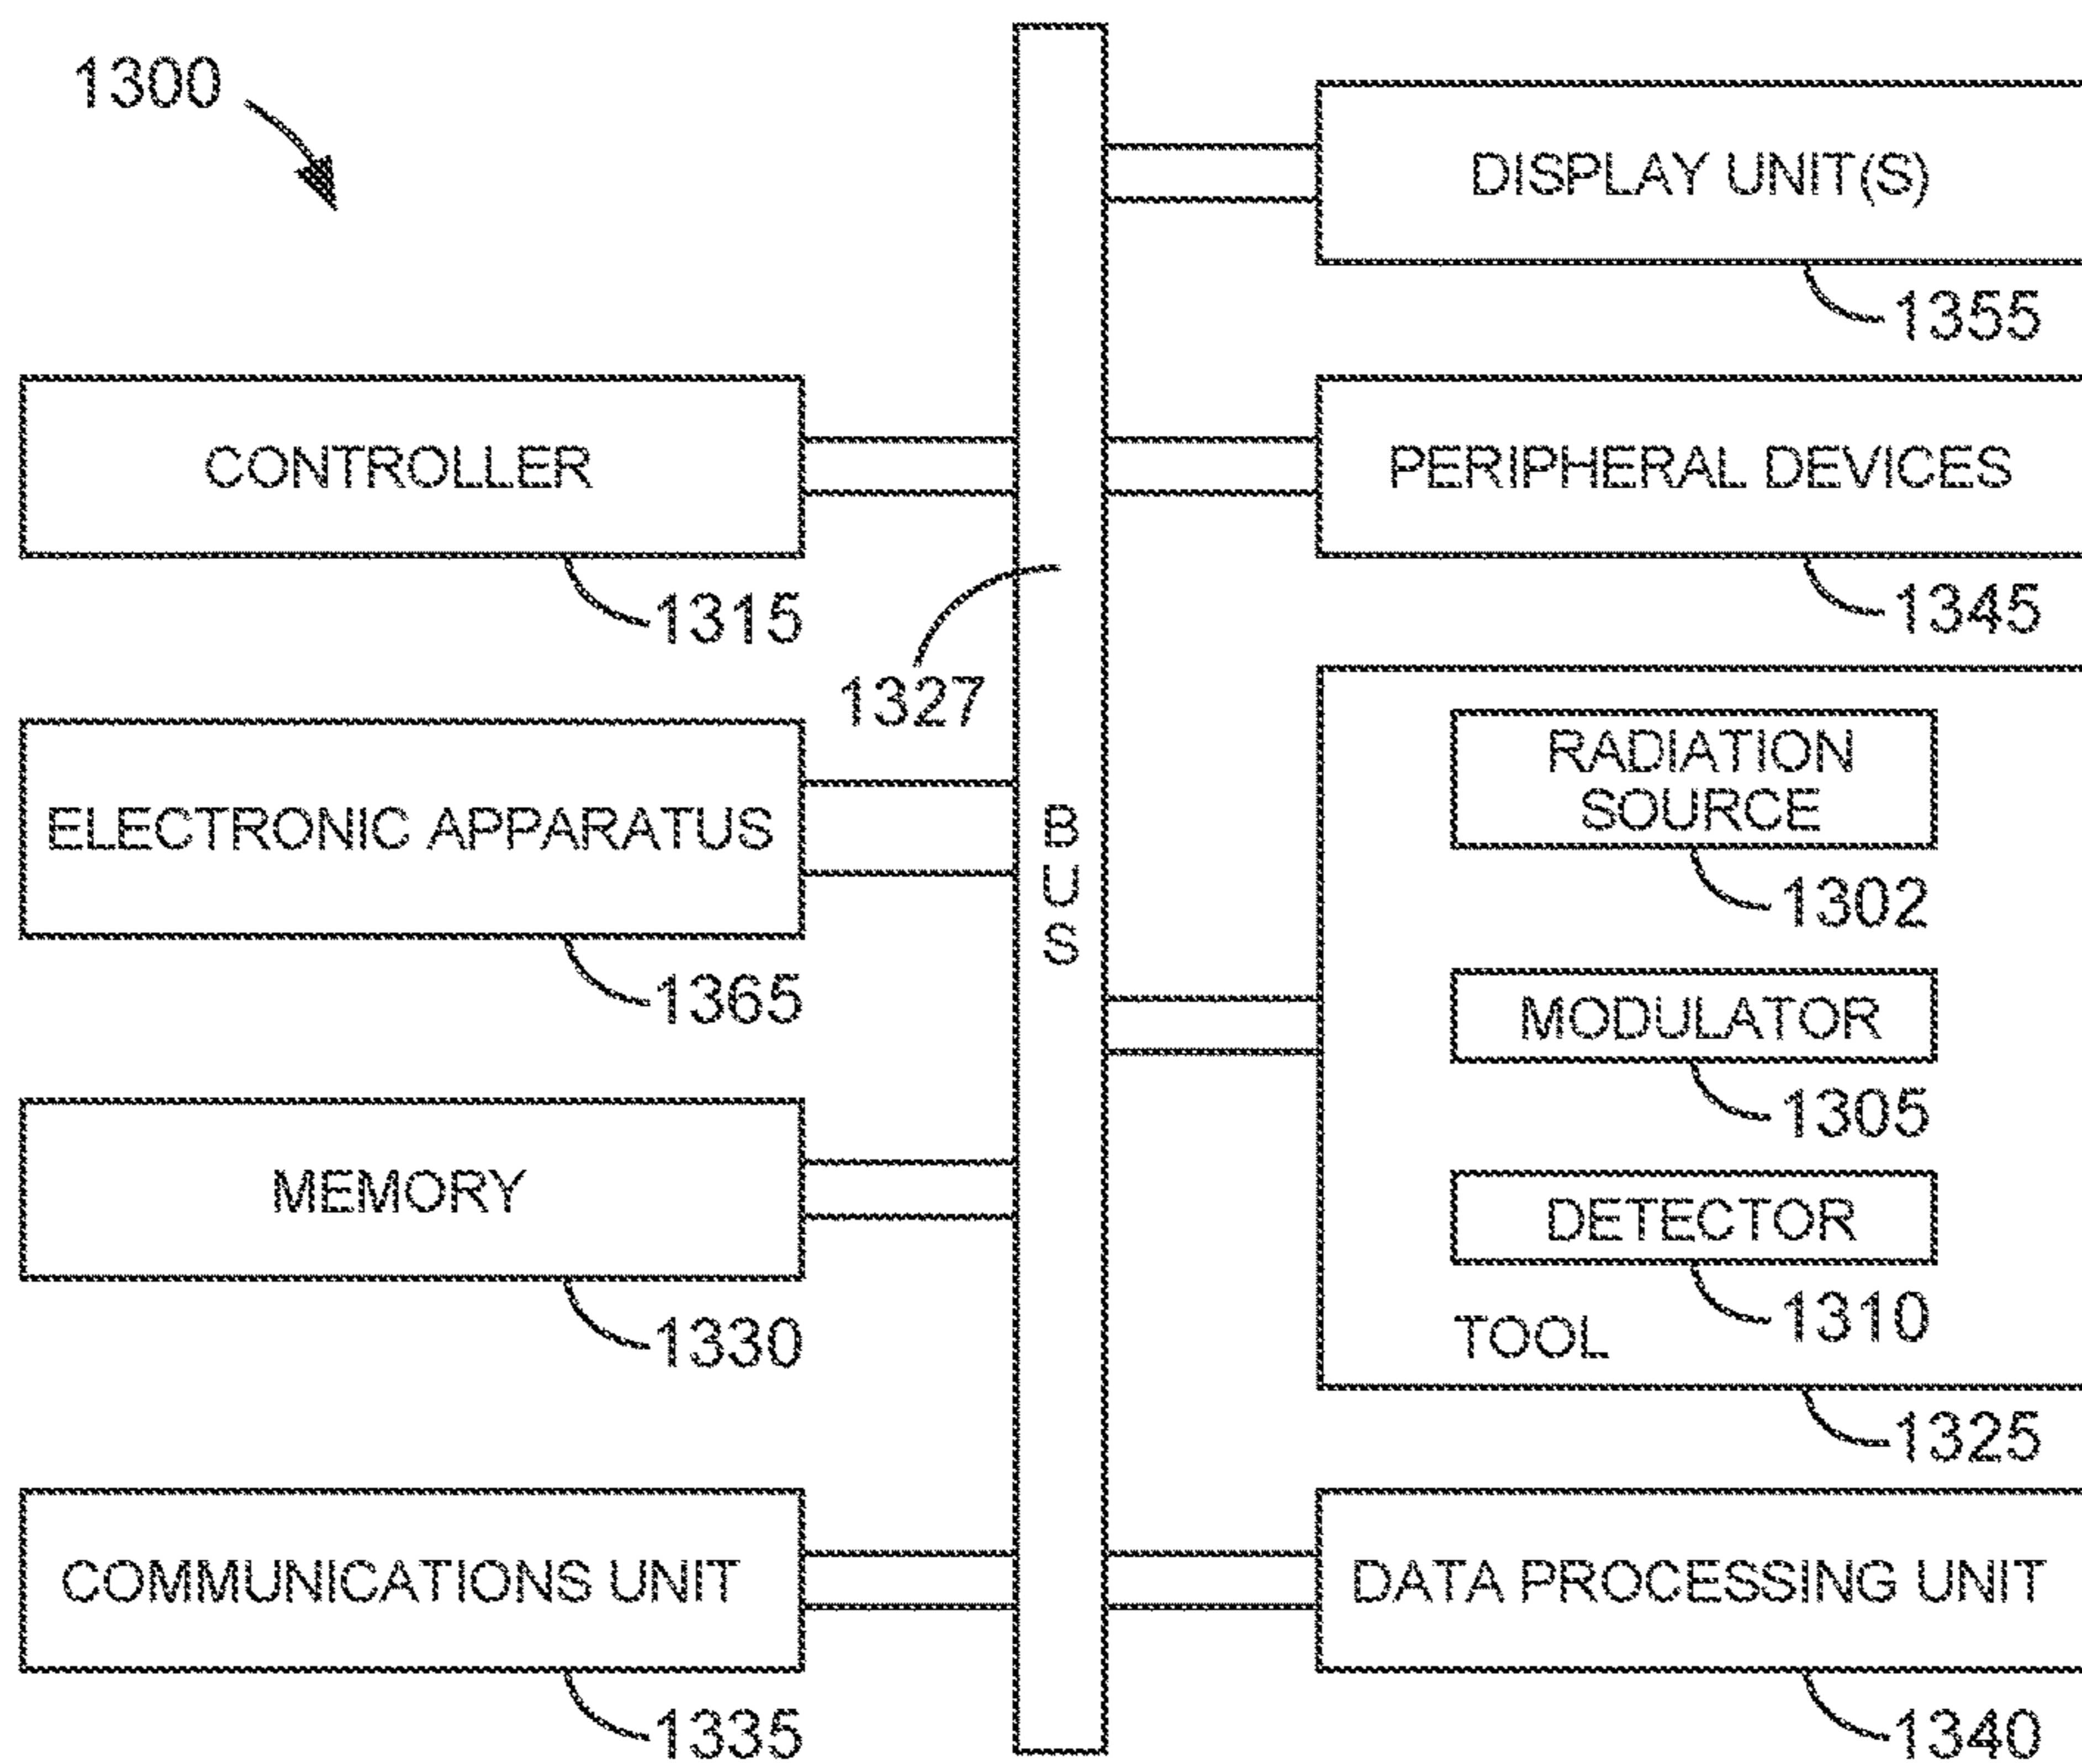 1300
DISPLAY UNIT(S)
1355
CONTROLLER
1315
PERIPHERAL DEVICES
1345
1327
ELECTRONIC APPARATUS
1365
B
U
S
RADIATION
SOURCE
1302
MODULATOR
1305
DETECTOR
1310
TOOL
1325
MEMORY
1330
COMMUNICATIONS UNIT
1335
DATA PROCESSING UNIT
1340